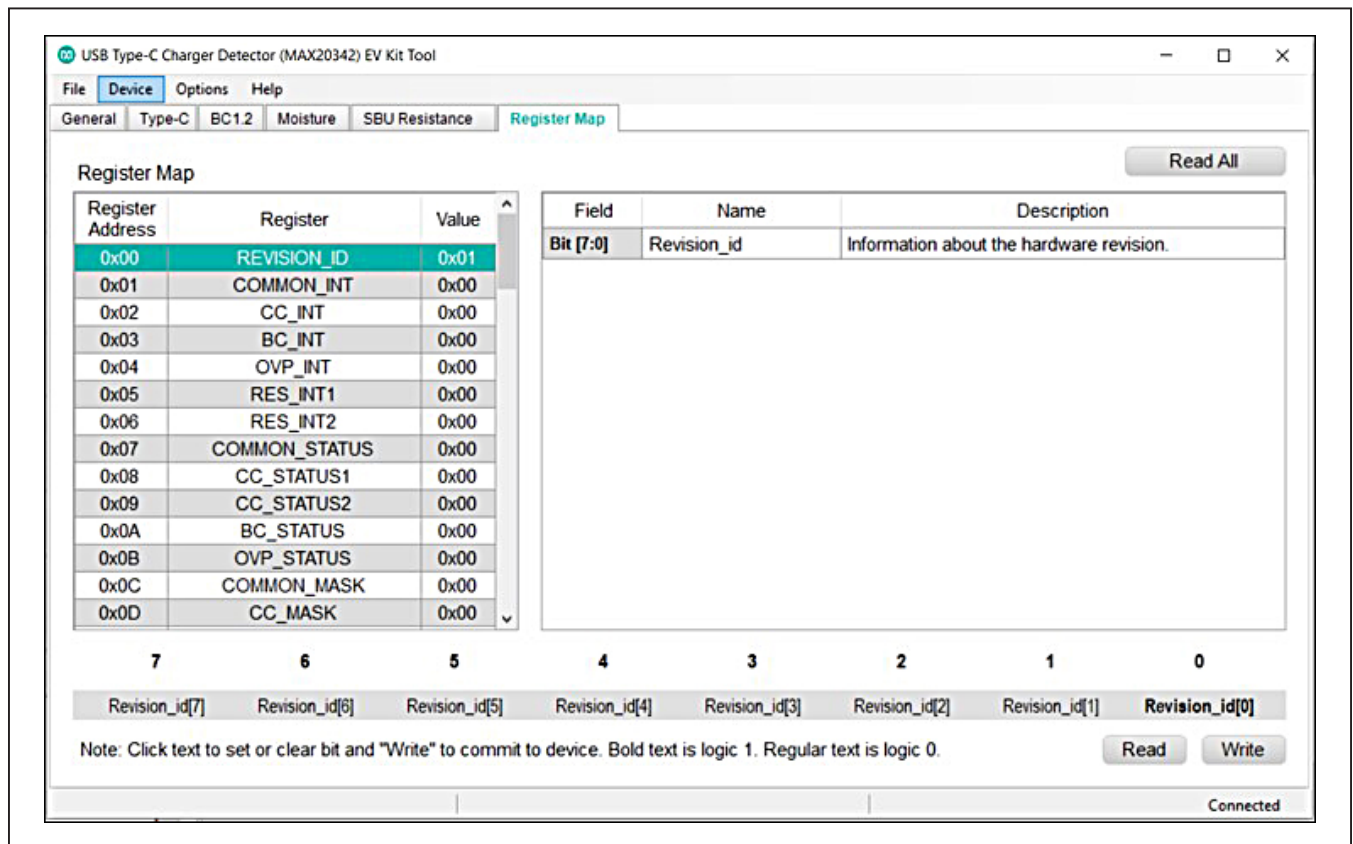 USB Type-C Charger Detector (MAX20342) EV Kit Tool
File Device Options Help
General Type-C BC1.2 Moisture SBU Resistance Register Map
Read All
Register Map
Register Address Register Value
0x00 REVISION_ID 0x01
0x01 COMMON_INT 0x00
0x02 CC_INT 0x00
0x03 BC_INT 0x00
0x04 OVP_INT 0x00
0x05 RES_INT1 0x00
0x06 RES_INT2 0x00
0x07 COMMON_STATUS 0x00
0x08 CC_STATUS1 0x00
0x09 CC_STATUS2 0x00
0x0A BC_STATUS 0x00
0x0B OVP_STATUS 0x00
0x0C COMMON_MASK 0x00
0x0D CC_MASK 0x00
Field Name Description
Bit [7:0] Revision_id Information about the hardware revision.
7 6 5 4 3 2 1 0
Revision_id[7] Revision_id[6] Revision_id[5] Revision_id[4] Revision_id[3] Revision_id[2] Revision_id[1] Revision_id[0]
Note: Click text to set or clear bit and "Write" to commit to device. Bold text is logic 1. Regular text is logic 0.
Read Write
Connected